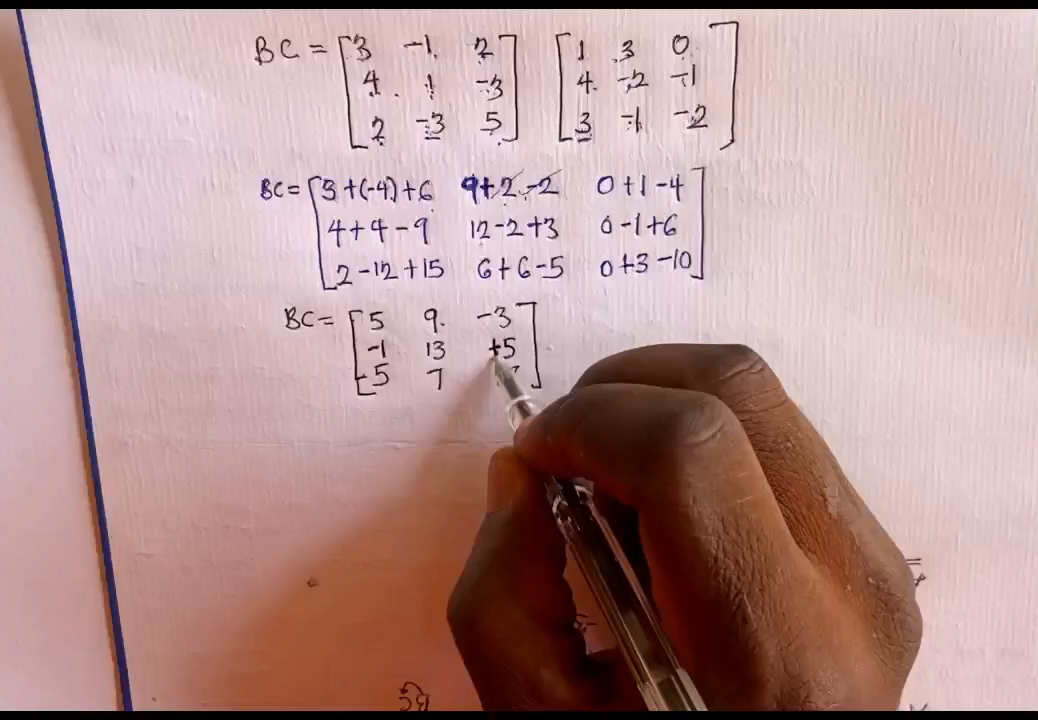 BC = [3 -1 2] [1 3 0]
[4 1 -3] [4 -2 -1]
[2 -3 5] [3 -1 -2]
BC = [3+(-4)+6 9+2-2 0+1-4]
[4+4-9 12-2+3 0-1+6]
[2-12+15 6+6-5 0+3-10]
BC = [5 9 -3]
[-1 13 +5]
[5 7